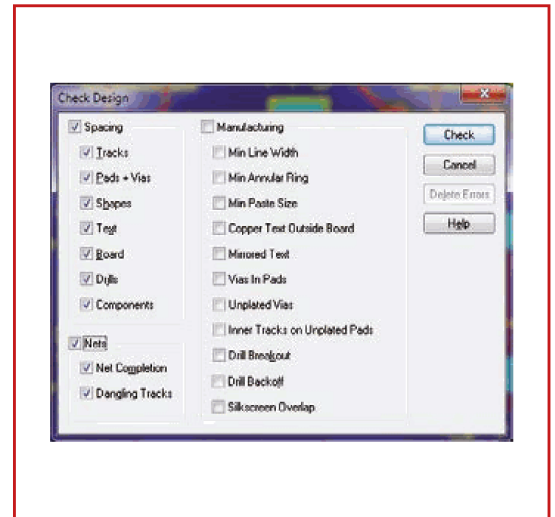 Check Design
Spacing
Tracks
Pads + Vias
Shapes
Text
Board
Drills
Components
Nets
Net Completion
Dangling Tracks
Manufacturing
Min Line Width
Min Annular Ring
Min Paste Size
Copper Text Outside Board
Mirrored Text
Vias In Pads
Unplated Vias
Inner Tracks on Unplated Pads
Drill Breakout
Drill Backoff
Silkscreen Overlap
Check
Cancel
Delete Errors
Help